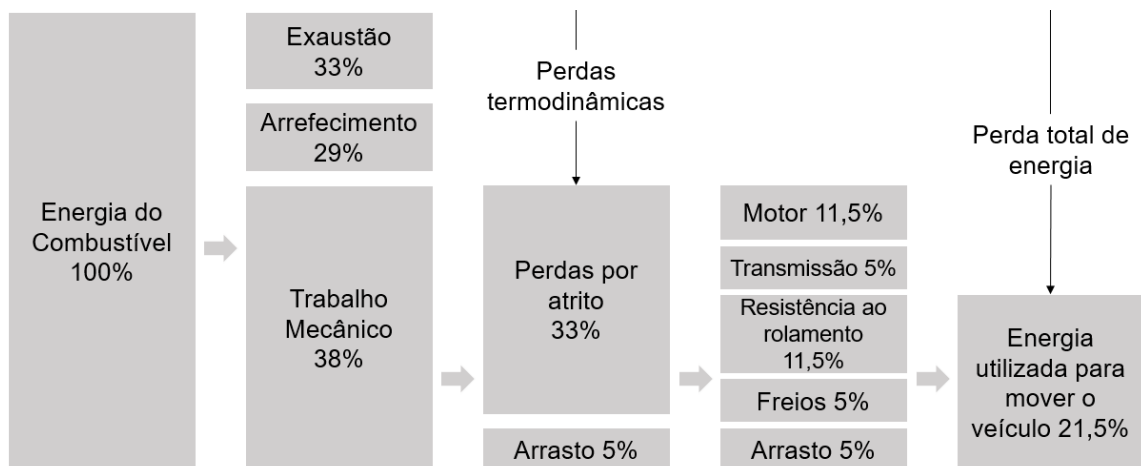 Energia do
Combustível
100%
Exaustão
33%
Arrefecimento
29%
Trabalho
Mecânico
38%
Perdas
termodinâmicas
Perdas por
atrito
33%
Arrasto 5%
Motor 11,5%
Transmissão 5%
Resistência ao
rolamento
11,5%
Freios 5%
Arrasto 5%
Perda total de
energia
Energia
utilizada para
mover o
veículo 21,5%